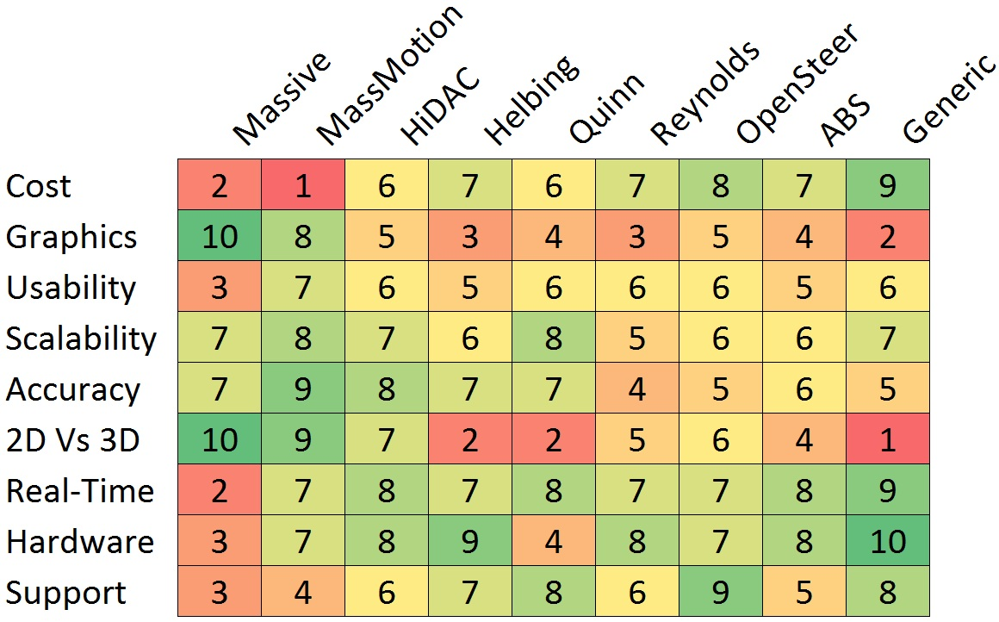 Massive MassMotion HiDAC Helbing Quinn Reynolds OpenSteer ABS Generic
Cost 2 1 6 7 6 7 8 7 9
Graphics 10 8 5 3 4 3 5 4 2
Usability 3 7 6 5 6 6 6 5 6
Scalability 7 8 7 6 8 5 6 6 7
Accuracy 7 9 8 7 7 4 5 6 5
2D Vs 3D 10 9 7 2 2 5 6 4 1
Real-Time 2 7 8 7 8 7 7 8 9
Hardware 3 7 8 9 4 8 7 8 10
Support 3 4 6 7 8 6 9 5 8